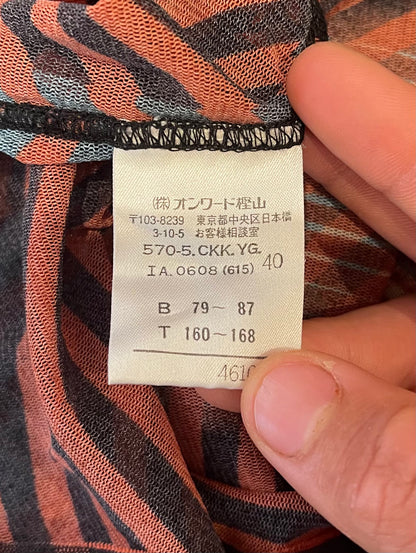 (株)オンワード樫山
〒103-8239 東京都中央区日本橋
3-10-5 お客様相談室
570-5.CKK.YG.
IA.0608(615) 40
B 79~ 87
T 160~168